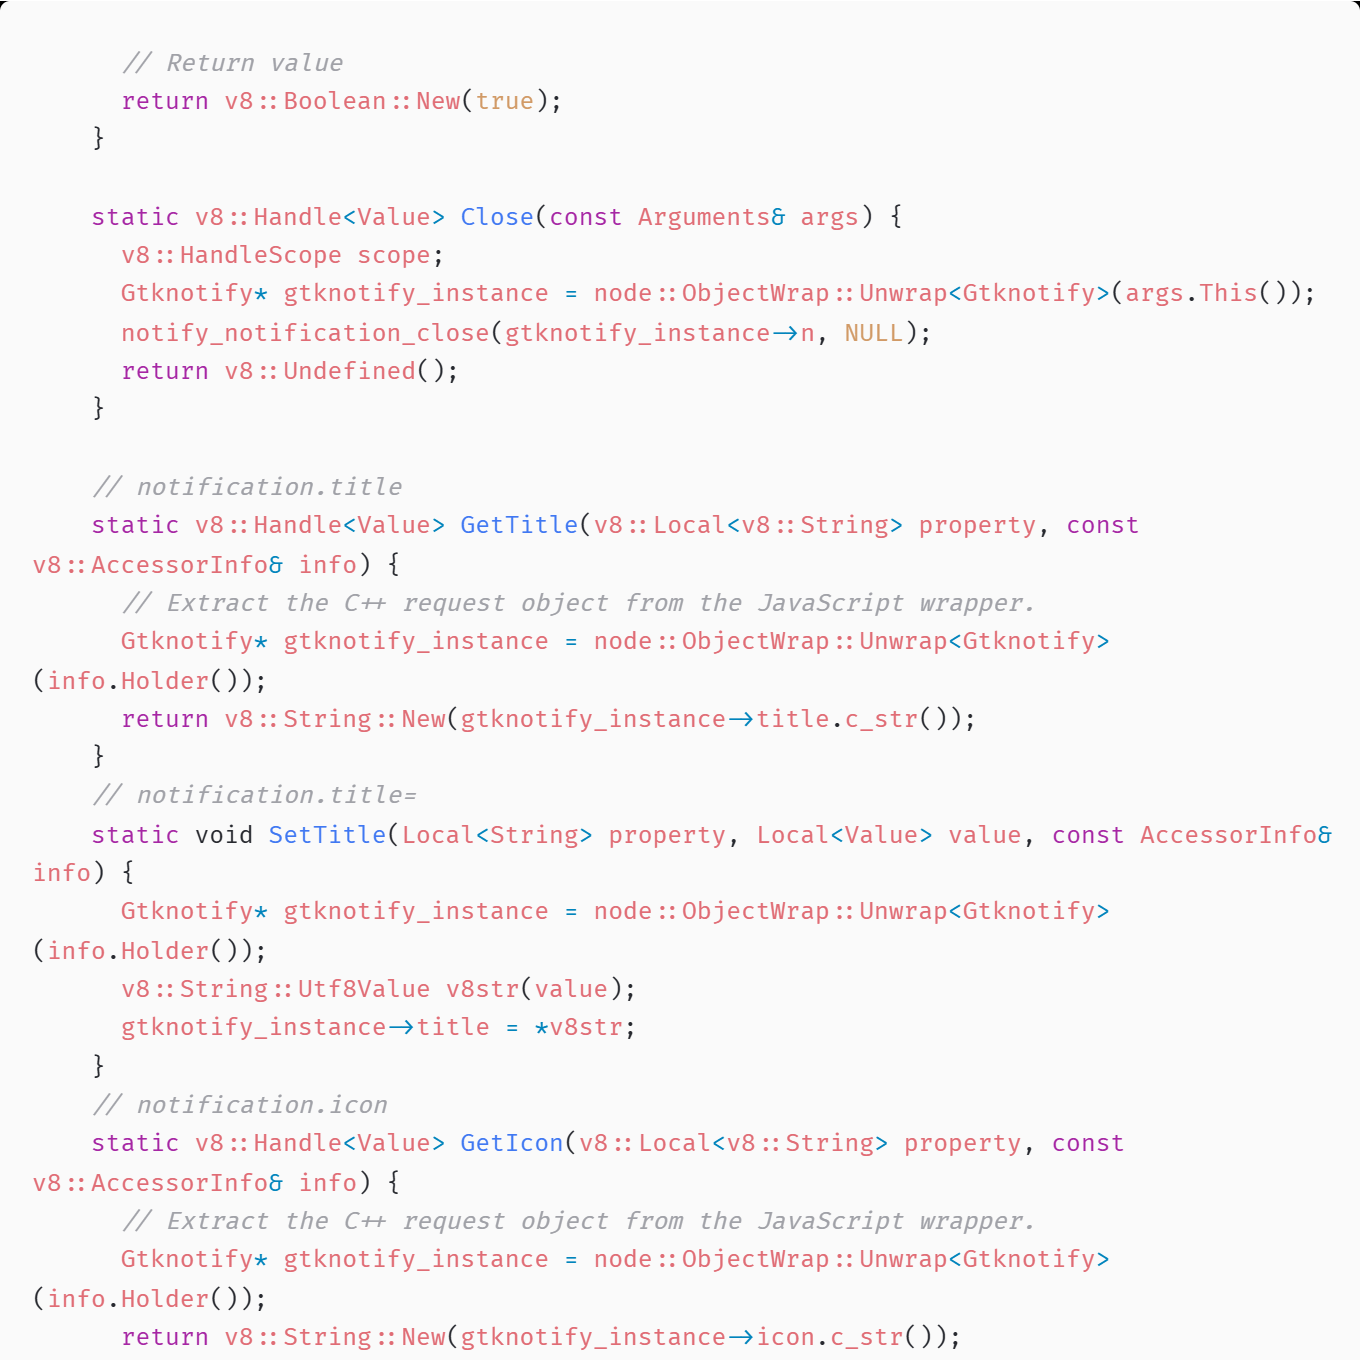 // Return value
      return v8::Boolean::New(true);
    }

    static v8::Handle<Value> Close(const Arguments& args) {
      v8::HandleScope scope;
      Gtknotify* gtknotify_instance = node::ObjectWrap::Unwrap<Gtknotify>(args.This());
      notify_notification_close(gtknotify_instance->n, NULL);
      return v8::Undefined();
    }

    // notification.title
    static v8::Handle<Value> GetTitle(v8::Local<v8::String> property, const
v8::AccessorInfo& info) {
      // Extract the C++ request object from the JavaScript wrapper.
      Gtknotify* gtknotify_instance = node::ObjectWrap::Unwrap<Gtknotify>
(info.Holder());
      return v8::String::New(gtknotify_instance->title.c_str());
    }
    // notification.title=
    static void SetTitle(Local<String> property, Local<Value> value, const AccessorInfo&
info) {
      Gtknotify* gtknotify_instance = node::ObjectWrap::Unwrap<Gtknotify>
(info.Holder());
      v8::String::Utf8Value v8str(value);
      gtknotify_instance->title = *v8str;
    }
    // notification.icon
    static v8::Handle<Value> GetIcon(v8::Local<v8::String> property, const
v8::AccessorInfo& info) {
      // Extract the C++ request object from the JavaScript wrapper.
      Gtknotify* gtknotify_instance = node::ObjectWrap::Unwrap<Gtknotify>
(info.Holder());
      return v8::String::New(gtknotify_instance->icon.c_str());